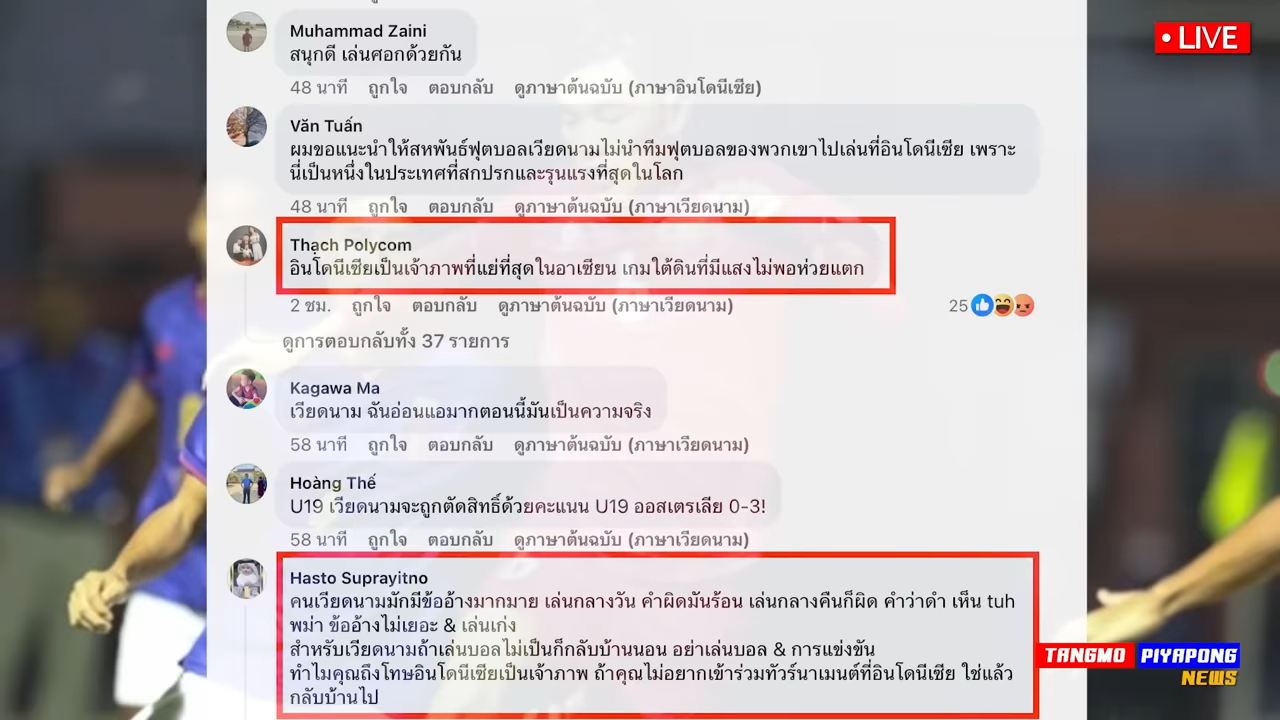 • LIVE
Muhammad Zaini
สนุกดี เล่นศอกด้วยกัน
48 นาที ถูกใจ ตอบกลับ ดูภาษาต้นฉบับ (ภาษาอินโดนีเซีย)
Văn Tuấn
ผมขอแนะนำให้สหพันธ์ฟุตบอลเวียดนามไม่นำทีมฟุตบอลของพวกเขาไปเล่นที่อินโดนีเซีย เพราะ
นี่เป็นหนึ่งในประเทศที่สกปรกและรุนแรงที่สุดในโลก
48 นาที ถูกใจ ตอบกลับ ดูภาษาต้นฉบับ (ภาษาเวียดนาม)
Thạch Polycom
อินโดนีเซียเป็นเจ้าภาพที่แย่ที่สุดในอาเซียน เกมใต้ดินที่มีแสงไม่พอห่วยแตก
2 ชม. ถูกใจ ตอบกลับ ดูภาษาต้นฉบับ (ภาษาเวียดนาม) 25
ดูการตอบกลับทั้ง 37 รายการ
Kagawa Ma
เวียดนาม ฉันอ่อนแอมากตอนนี้มันเป็นความจริง
58 นาที ถูกใจ ตอบกลับ ดูภาษาต้นฉบับ (ภาษาเวียดนาม)
Hoàng Thế
U19 เวียดนามจะถูกตัดสิทธิ์ด้วยคะแนน U19 ออสเตรเลีย 0-3!
58 นาที ถูกใจ ตอบกลับ ดูภาษาต้นฉบับ (ภาษาเวียดนาม)
Hasto Suprayitno
คนเวียดนามมักมีข้ออ้างมากมาย เล่นกลางวัน คำผิดมันร้อน เล่นกลางคืนก็ผิด คำว่าดำ เห็น tuh
พม่า ข้ออ้างไม่เยอะ & เล่นเก่ง
สำหรับเวียดนามถ้าเล่นบอลไม่เป็นก็กลับบ้านนอน อย่าเล่นบอล & การแข่งขัน
ทำไมคุณถึงโทษอินโดนีเซียเป็นเจ้าภาพ ถ้าคุณไม่อยากเข้าร่วมทัวร์นาเมนต์ที่อินโดนีเซีย ใช่แล้ว
กลับบ้านไป
TANGMO PIYAPONG
NEWS